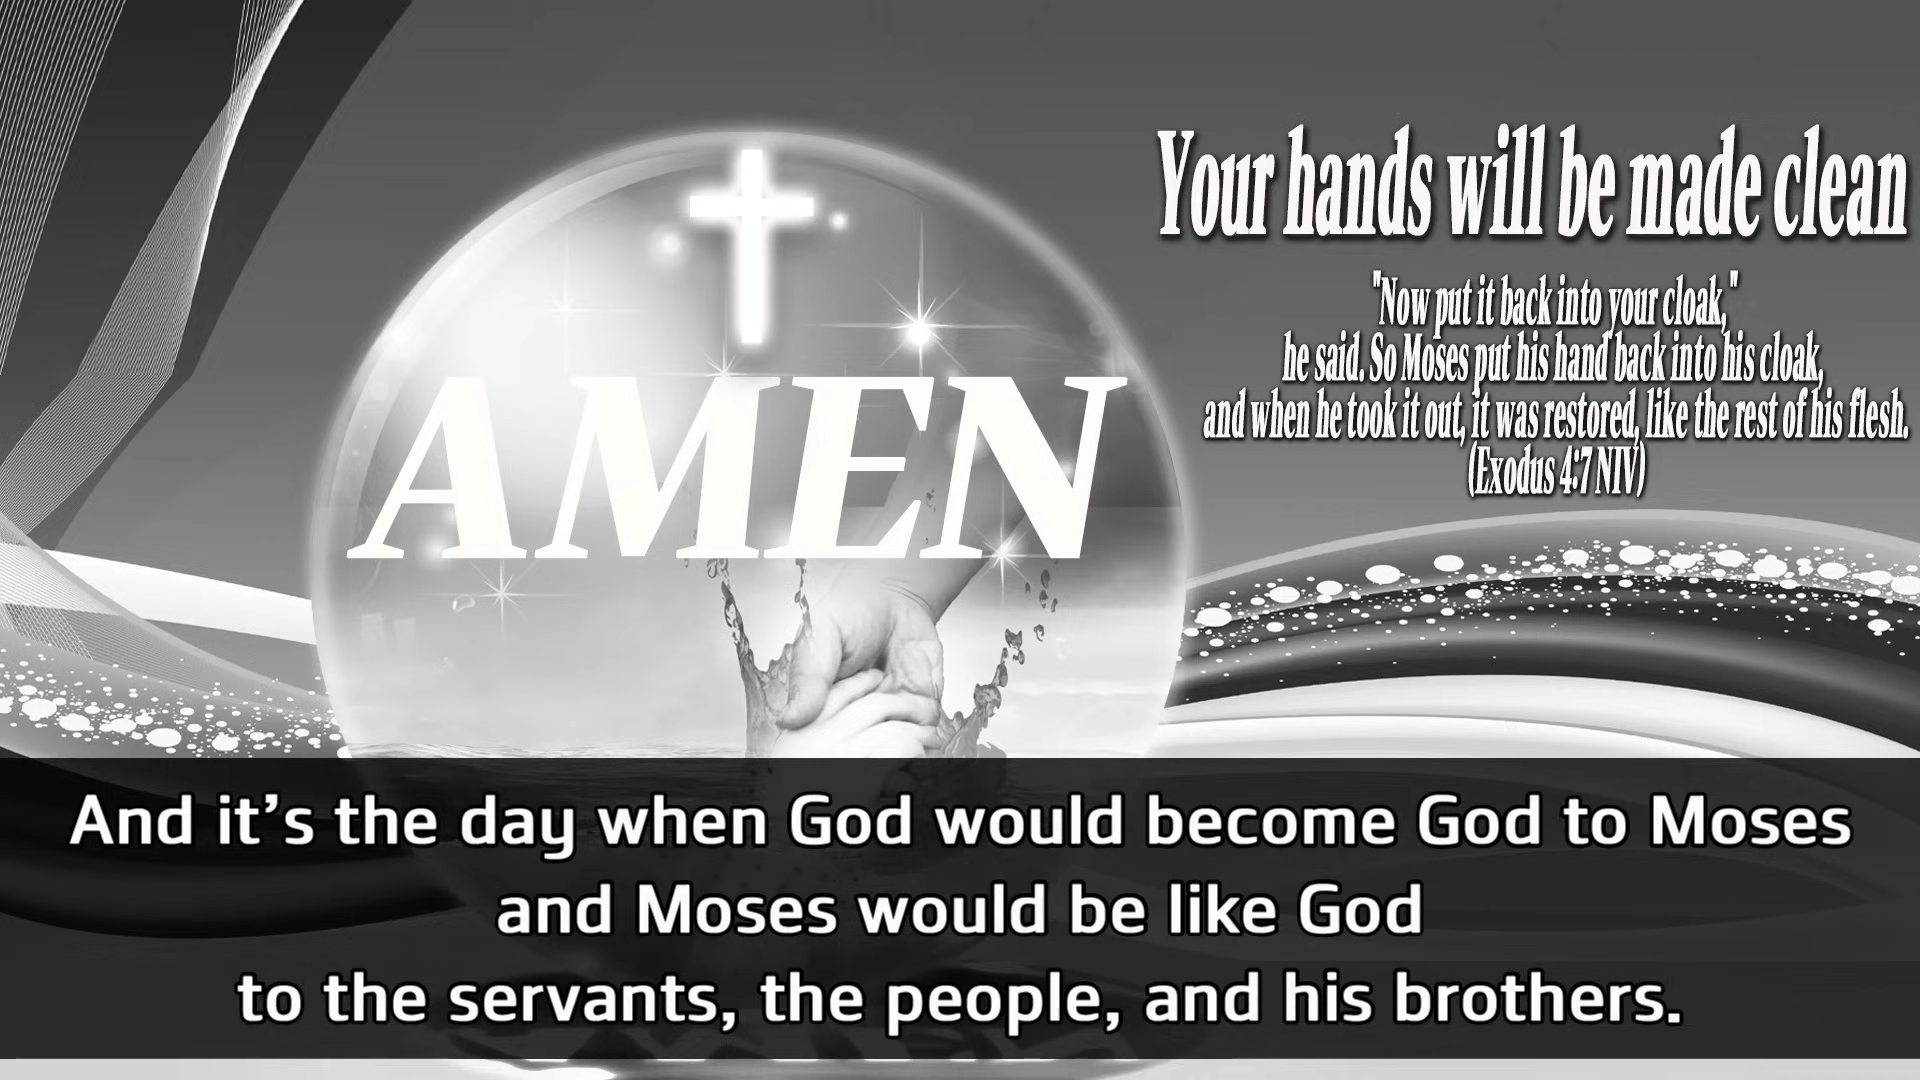 Your hands will be made clean
"Now put it back into your cloak,"
he said. So Moses put his hand back into his cloak,
and when he took it out, it was restored, like the rest of his flesh.
(Exodus 4:7 NIV)
AMEN
And it’s the day when God would become God to Moses
and Moses would be like God
to the servants, the people, and his brothers.